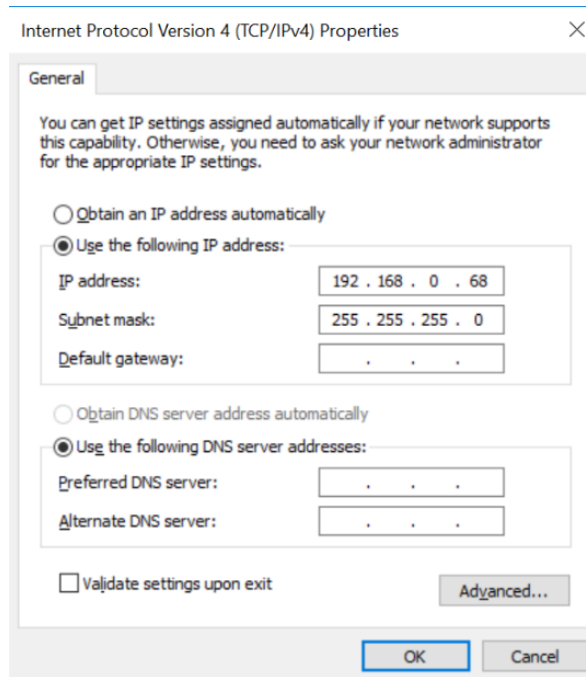 Internet Protocol Version 4 (TCP/IPv4) Properties
General
You can get IP settings assigned automatically if your network supports
this capability. Otherwise, you need to ask your network administrator
for the appropriate IP settings.
Obtain an IP address automatically
Use the following IP address:
IP address: 192 . 168 . 0 . 68
Subnet mask: 255 . 255 . 255 . 0
Default gateway: . . .
Obtain DNS server address automatically
Use the following DNS server addresses:
Preferred DNS server: . . .
Alternate DNS server: . . .
Validate settings upon exit
Advanced...
OK Cancel